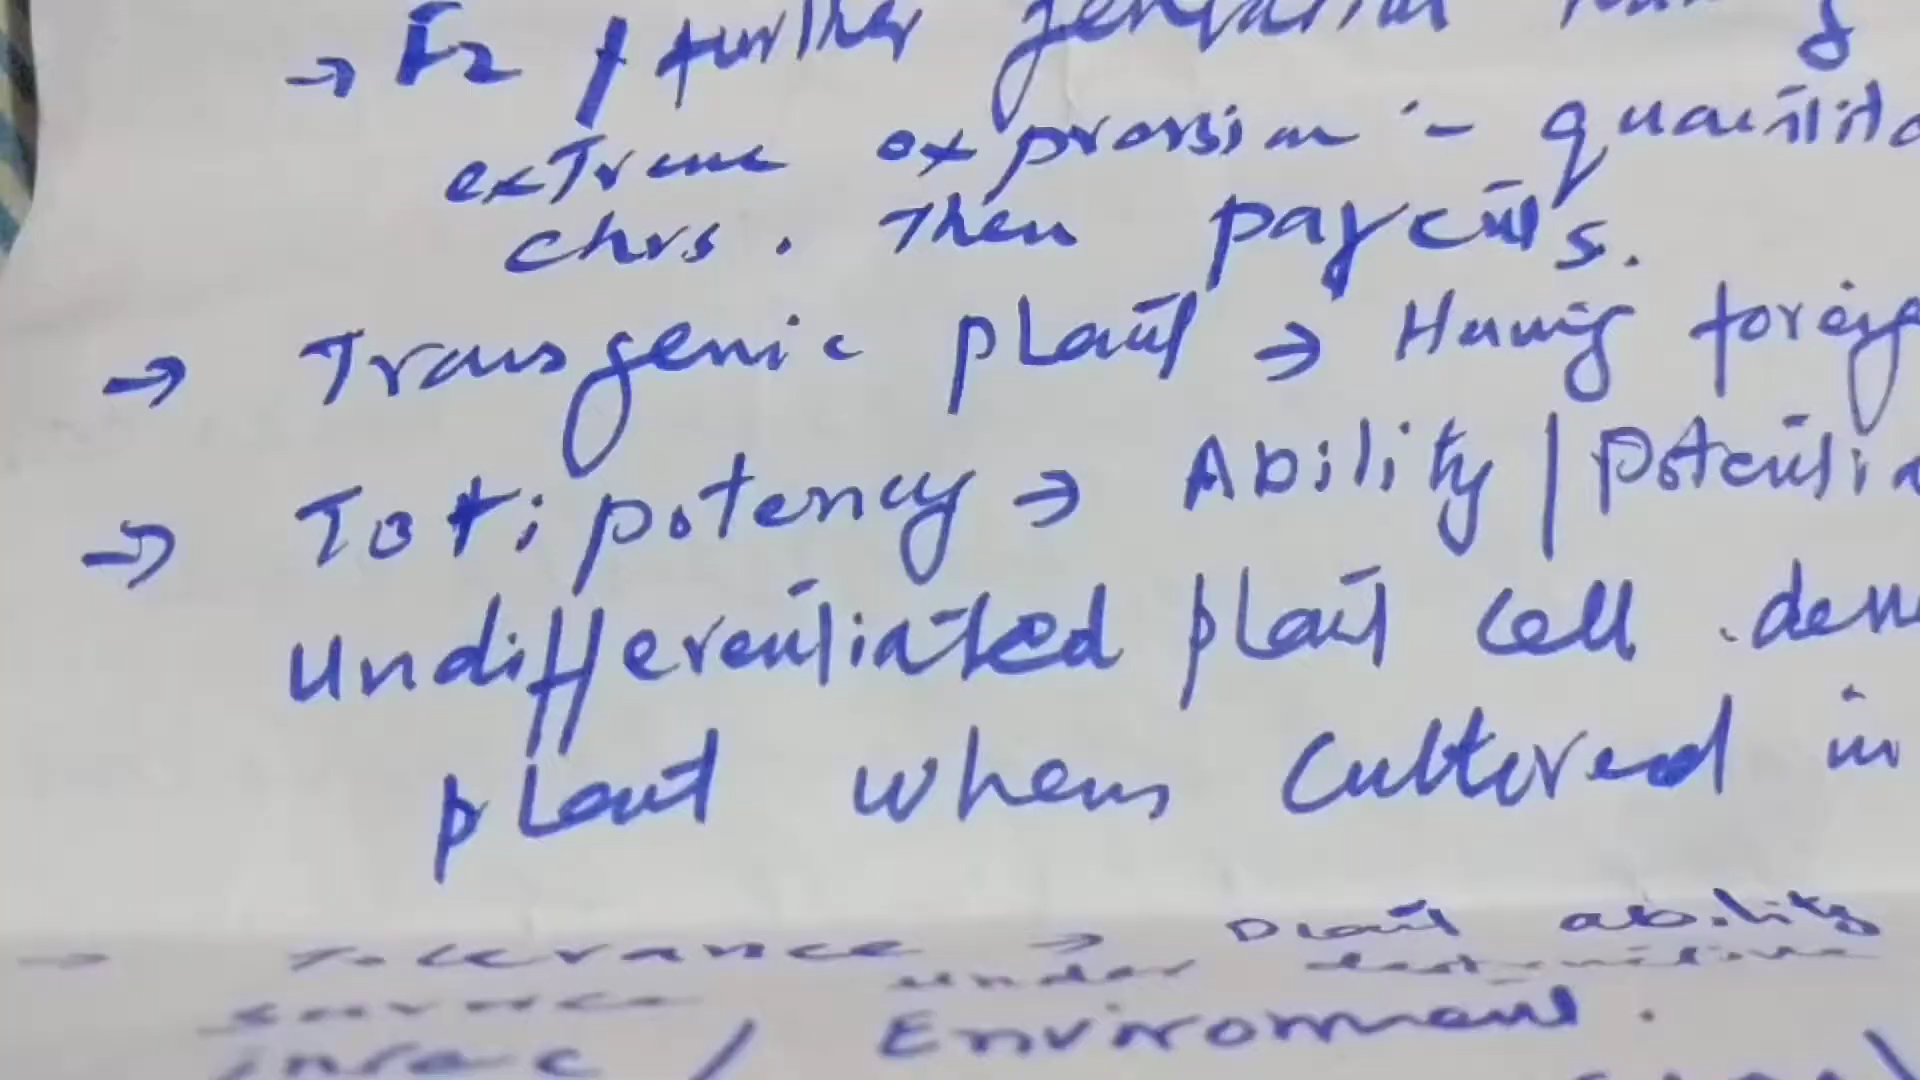 → F2 / further generation having
extreme expression :- quantita
chrs. Then parents.
→ Transgenic plant → Having foreig
→ Totipotency → Ability / potentia
undifferentiated plant cell. deve
plant when cultured in
→ Tolerance → Plant ability
under
/ Environment.